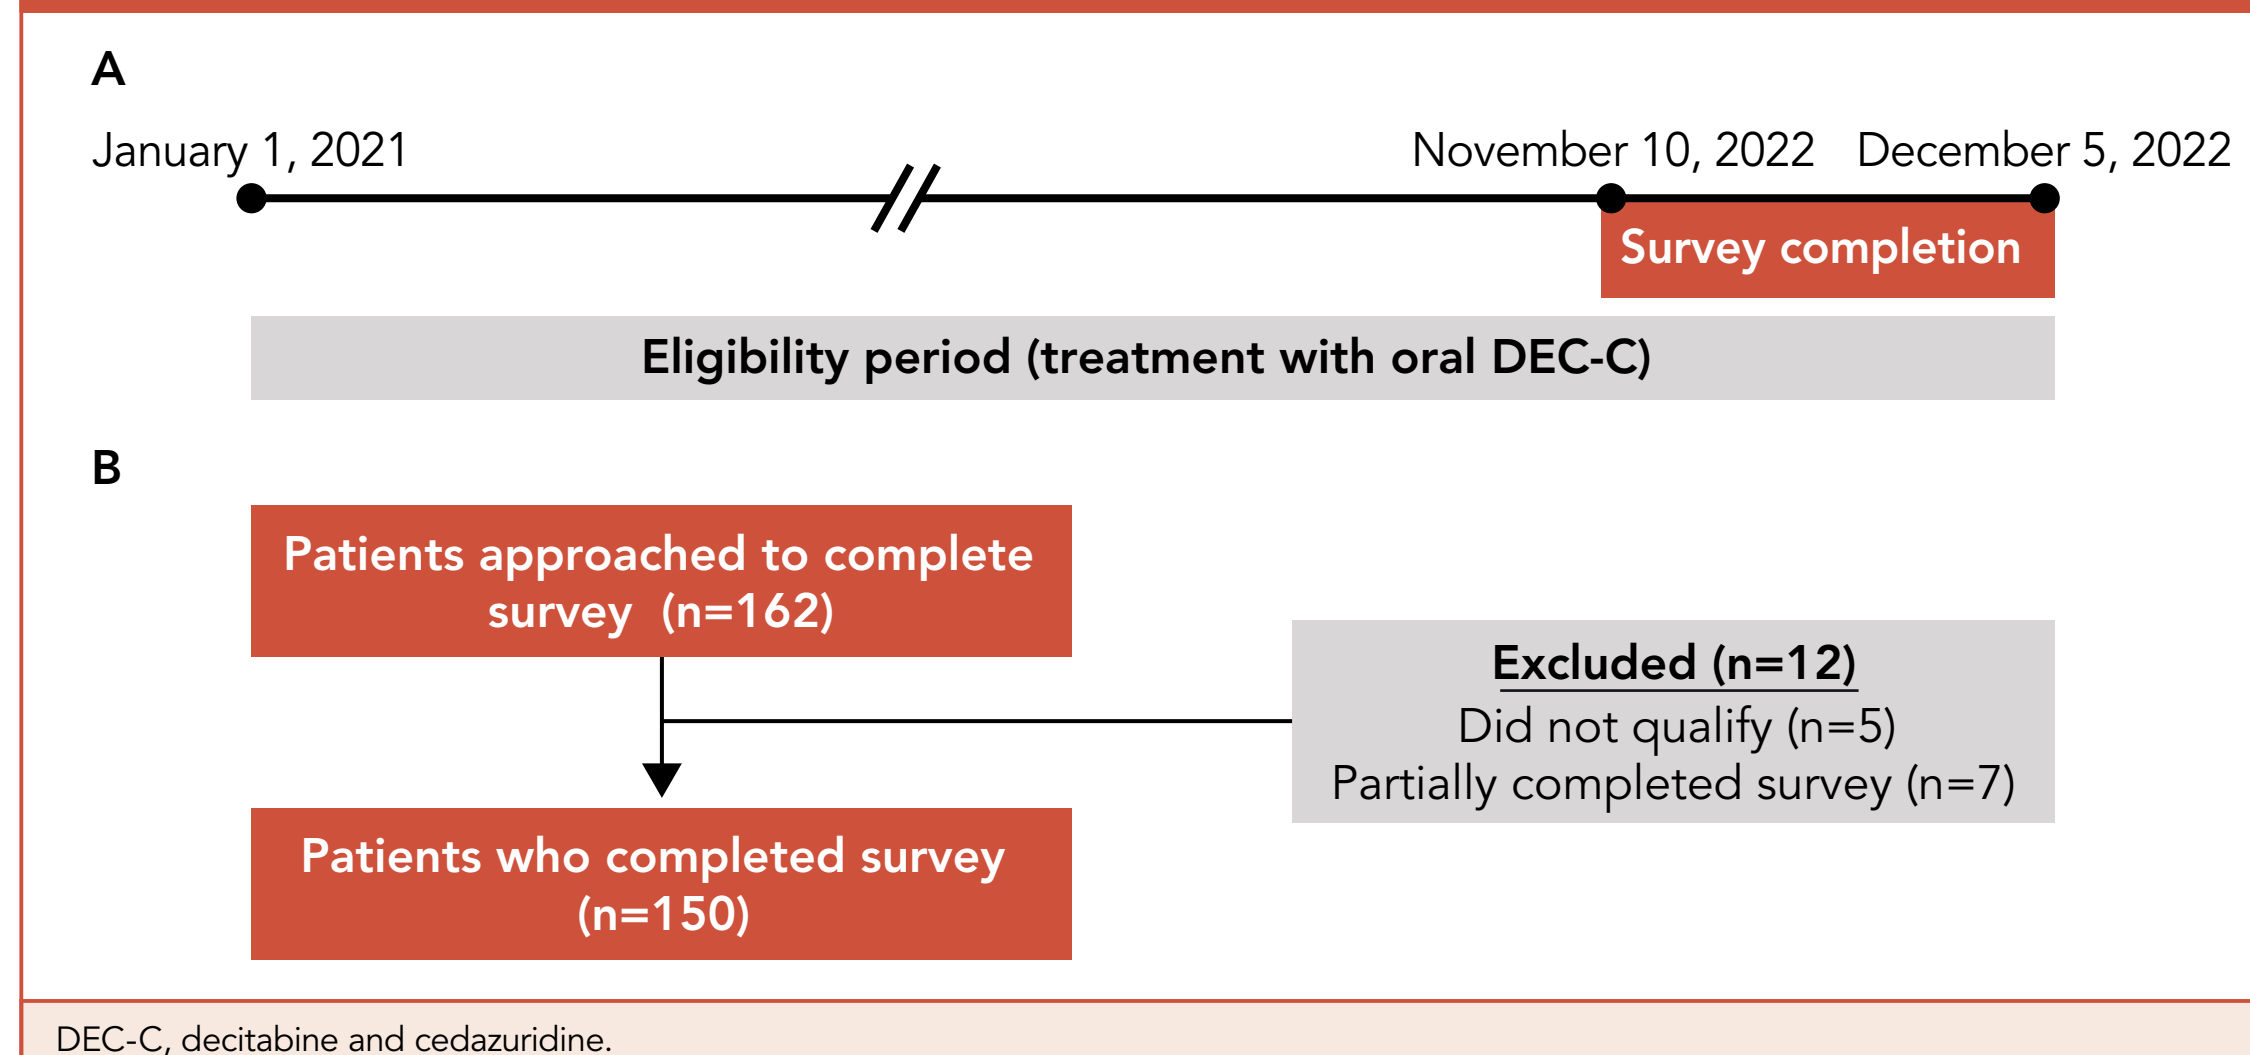 A
January 1, 2021
November 10, 2022
December 5, 2022
Survey completion
Eligibility period (treatment with oral DEC-C)
B
Patients approached to complete
survey (n=162)
Excluded (n=12)
Did not qualify (n=5)
Partially completed survey (n=7)
Patients who completed survey
(n=150)
DEC-C, decitabine and cedazuridine.